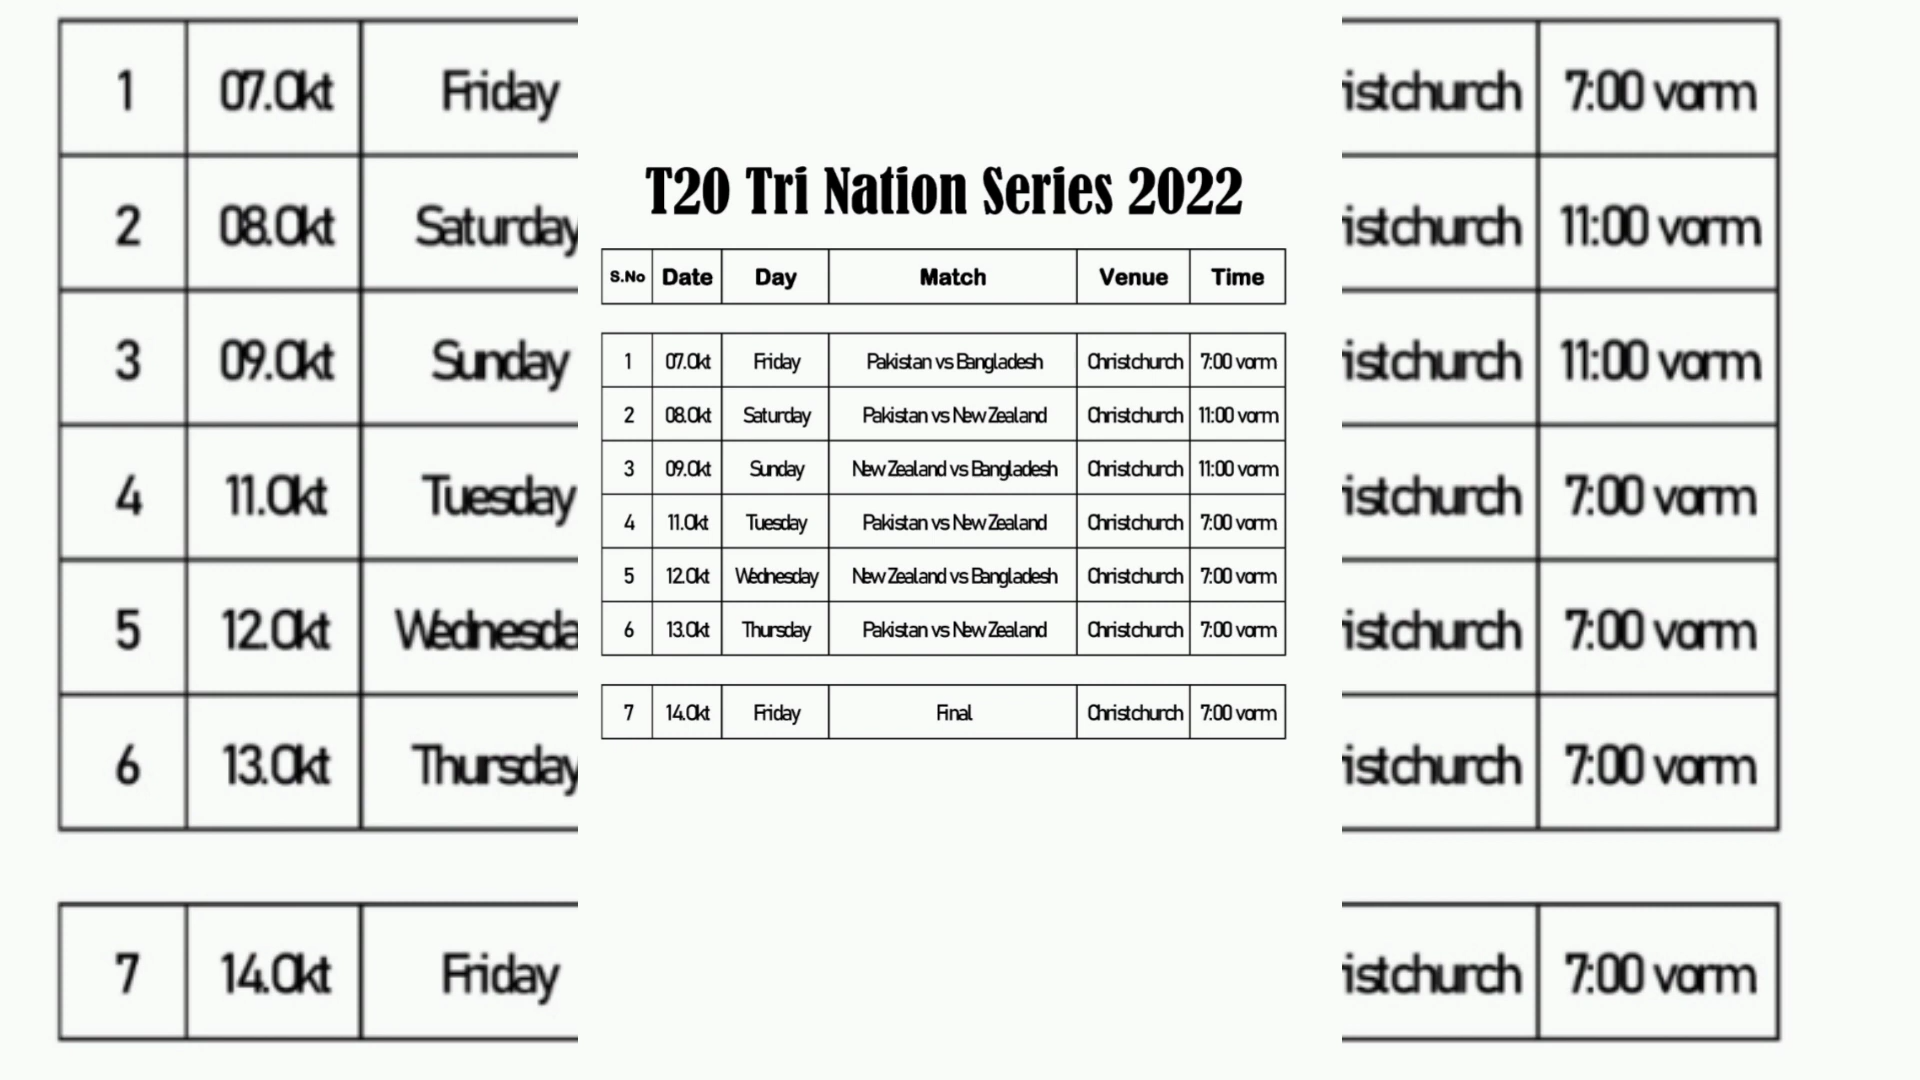 T20 Tri Nation Series 2022
S.No Date Day Match Venue Time
1 07.Okt Friday Pakistan vs Bangladesh Christchurch 7:00 vorm
2 08.Okt Saturday Pakistan vs New Zealand Christchurch 11:00 vorm
3 09.Okt Sunday New Zealand vs Bangladesh Christchurch 11:00 vorm
4 11.Okt Tuesday Pakistan vs New Zealand Christchurch 7:00 vorm
5 12.Okt Wednesday New Zealand vs Bangladesh Christchurch 7:00 vorm
6 13.Okt Thursday Pakistan vs New Zealand Christchurch 7:00 vorm
7 14.Okt Friday Final Christchurch 7:00 vorm
1 07.Okt Friday
2 08.Okt Saturday
3 09.Okt Sunday
4 11.Okt Tuesday
5 12.Okt Wednesda
6 13.Okt Thursday
7 14.Okt Friday
istchurch 7:00 vorm
istchurch 11:00 vorm
istchurch 11:00 vorm
istchurch 7:00 vorm
istchurch 7:00 vorm
istchurch 7:00 vorm
istchurch 7:00 vorm